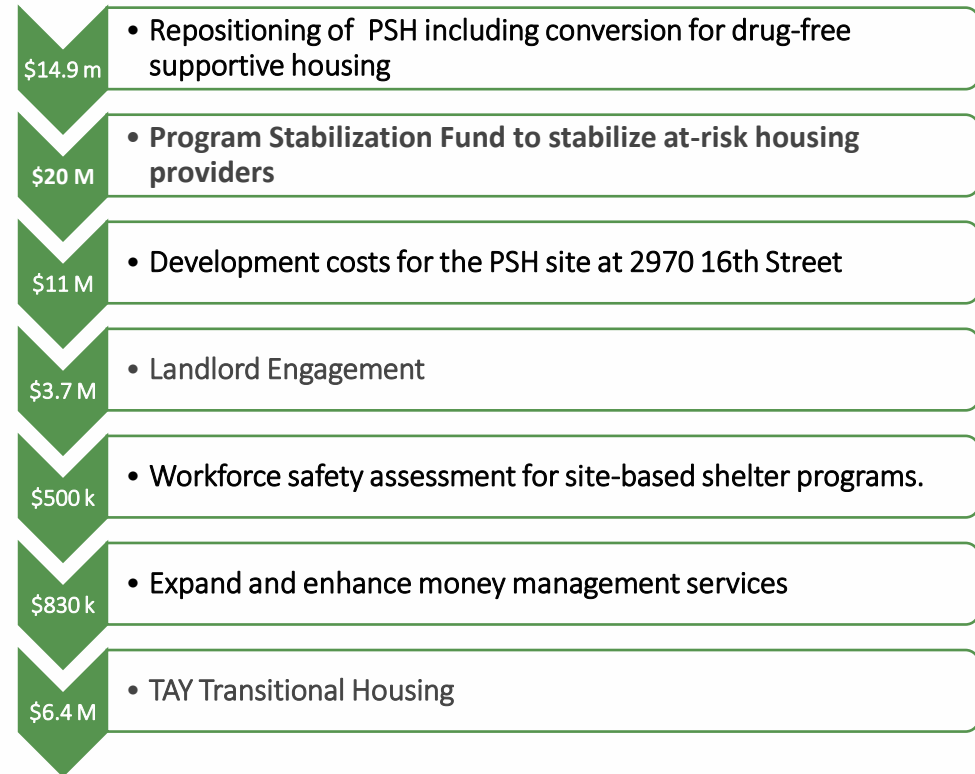 $14.9 m
• Repositioning of  PSH including conversion for drug-free
supportive housing
$20 M
• Program Stabilization Fund to stabilize at-risk housing
providers
$11 M
• Development costs for the PSH site at 2970 16th Street
$3.7 M
• Landlord Engagement
$500 k
• Workforce safety assessment for site-based shelter programs.
$830 k
• Expand and enhance money management services
$6.4 M
• TAY Transitional Housing